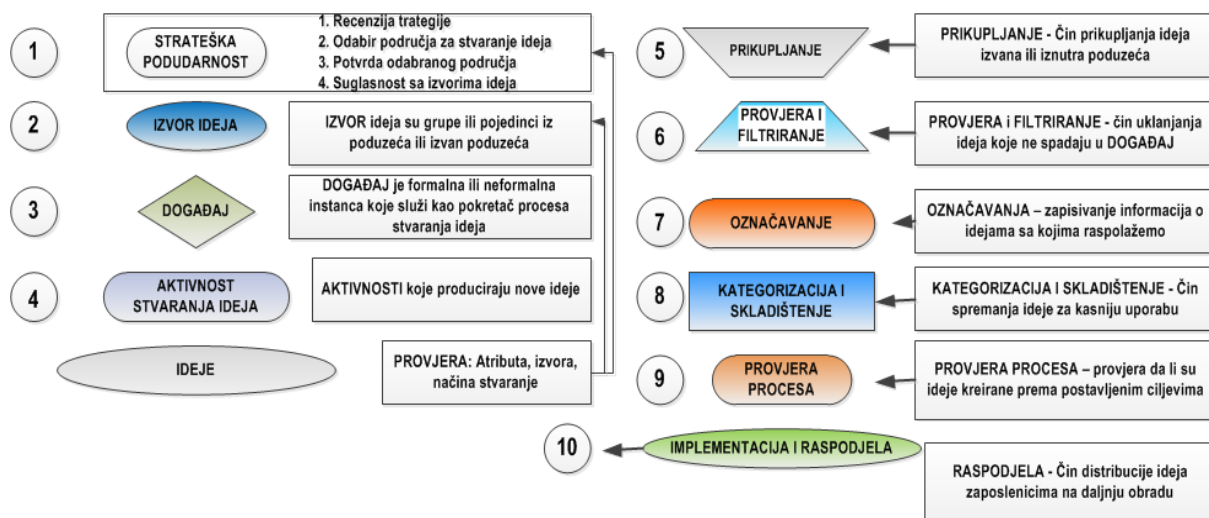 1
STRATEŠKA
PODUDARNOST
1. Recenzija trategije
2. Odabir područja za stvaranje ideja
3. Potvrda odabranog područja
4. Suglasnost sa izvorima ideja
2
IZVOR IDEJA
IZVOR ideja su grupe ili pojedinci iz
poduzeća ili izvan poduzeća
3
DOGAĐAJ
DOGAĐAJ je formalna ili neformalna
instanca koje služi kao pokretač procesa
stvaranja ideja
4
AKTIVNOST
STVARANJA IDEJA
AKTIVNOSTI koje produciraju nove ideje
IDEJE
PROVJERA: Atributa, izvora,
načina stvaranje
5
PRIKUPLJANJE
PRIKUPLJANJE - Čin prikupljanja ideja
izvana ili iznutra poduzeća
6
PROVJERA I
FILTRIRANJE
PROVJERA i FILTRIRANJE - čin uklanjanja
ideja koje ne spadaju u DOGAĐAJ
7
OZNAČAVANJE
OZNAČAVANJA – zapisivanje informacija o
idejama sa kojima raspolažemo
8
KATEGORIZACIJA I
SKLADIŠTENJE
KATEGORIZACIJA I SKLADIŠTENJE - Čin
spremanja ideje za kasniju uporabu
9
PROVJERA
PROCESA
PROVJERA PROCESA – provjera da li su
ideje kreirane prema postavljenim ciljevima
10
IMPLEMENTACIJA I RASPODJELA
RASPODJELA - Čin distribucije ideja
zaposlenicima na daljnju obradu